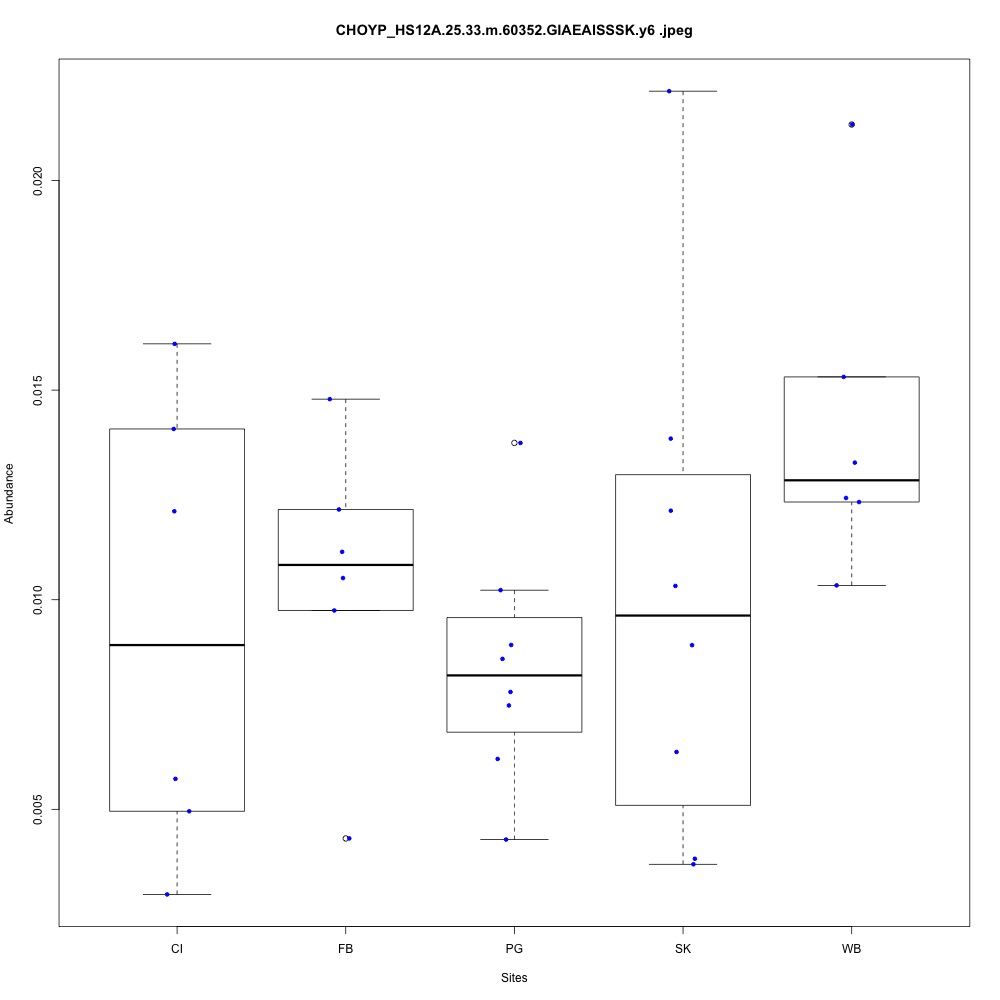 CHOYP_HS12A.25.33.m.60352.GIAEAISSSK.y6 .jpeg
Abundance
0.020
0.015
0.010
0.005
CI FB PG SK WB
Sites